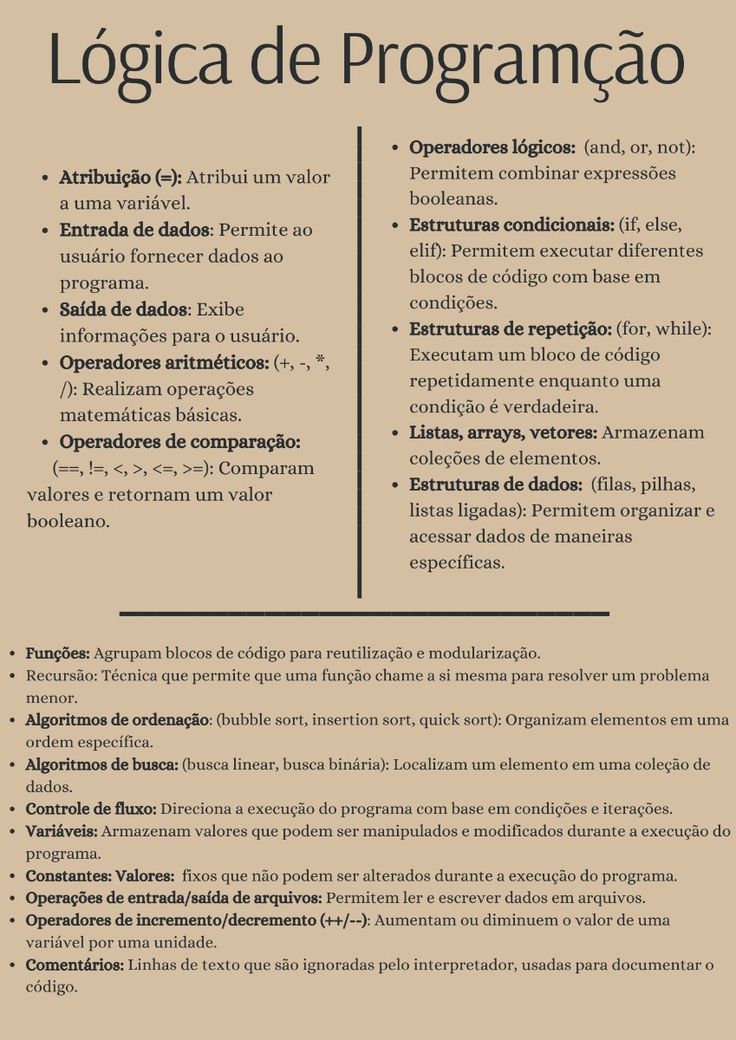 Lógica de Programção
Atribuição (=): Atribui um valor
a uma variável.
Entrada de dados: Permite ao
usuário fornecer dados ao
programa.
Saída de dados: Exibe
informações para o usuário.
Operadores aritméticos: (+, -, *,
/): Realizam operações
matemáticas básicas.
Operadores de comparação:
(==, !=, <, >, <=, >=): Comparam
valores e retornam um valor
booleano.
Operadores lógicos: (and, or, not):
Permitem combinar expressões
booleanas.
Estruturas condicionais: (if, else,
elif): Permitem executar diferentes
blocos de código com base em
condições.
Estruturas de repetição: (for, while):
Executam um bloco de código
repetidamente enquanto uma
condição é verdadeira.
Listas, arrays, vetores: Armazenam
coleções de elementos.
Estruturas de dados: (filas, pilhas,
listas ligadas): Permitem organizar e
acessar dados de maneiras
específicas.
Funções: Agrupam blocos de código para reutilização e modularização.
Recursão: Técnica que permite que uma função chame a si mesma para resolver um problema
menor.
Algoritmos de ordenação: (bubble sort, insertion sort, quick sort): Organizam elementos em uma
ordem específica.
Algoritmos de busca: (busca linear, busca binária): Localizam um elemento em uma coleção de
dados.
Controle de fluxo: Direciona a execução do programa com base em condições e iterações.
Variáveis: Armazenam valores que podem ser manipulados e modificados durante a execução do
programa.
Constantes: Valores: fixos que não podem ser alterados durante a execução do programa.
Operações de entrada/saída de arquivos: Permitem ler e escrever dados em arquivos.
Operadores de incremento/decremento (++/--): Aumentam ou diminuem o valor de uma
variável por uma unidade.
Comentários: Linhas de texto que são ignoradas pelo interpretador, usadas para documentar o
código.